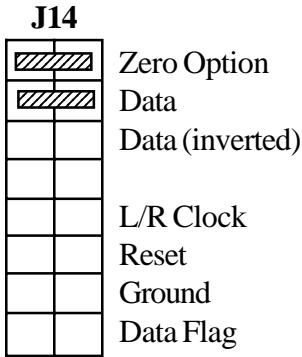 J14
Zero Option
Data
Data (inverted)
L/R Clock
Reset
Ground
Data Flag